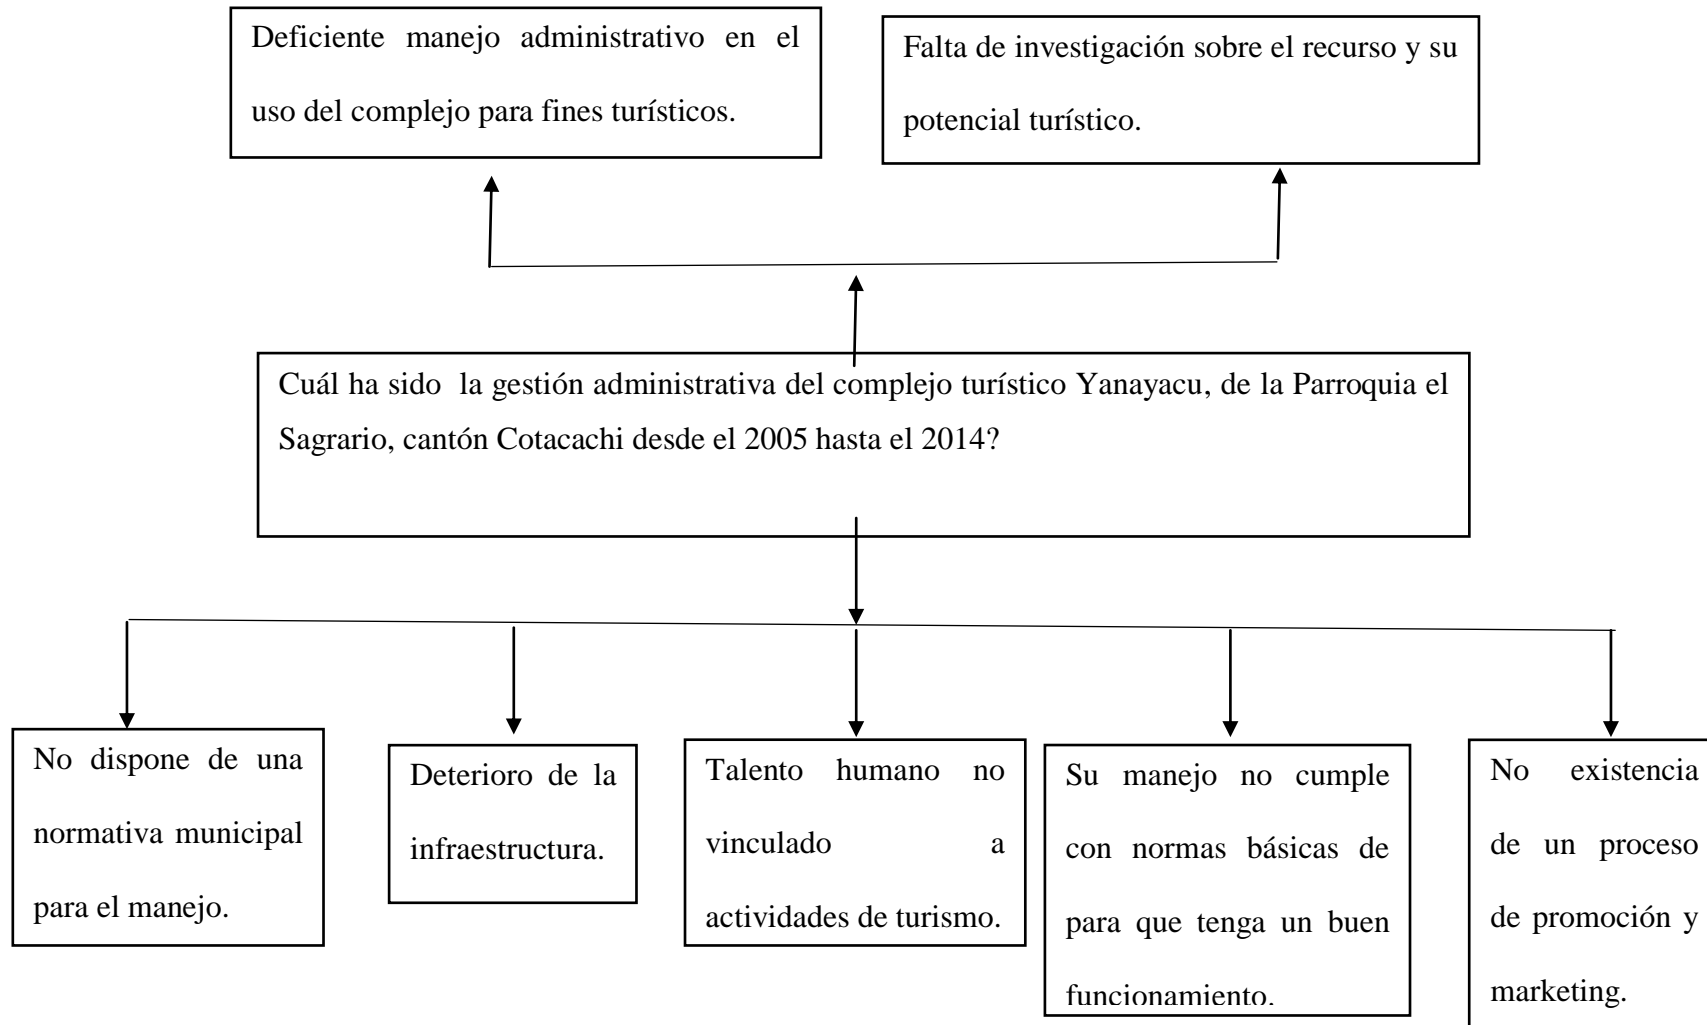 Deficiente manejo administrativo en el
uso del complejo para fines turísticos.
Falta de investigación sobre el recurso y su
potencial turístico.
Cuál ha sido  la gestión administrativa del complejo turístico Yanayacu, de la Parroquia el
Sagrario, cantón Cotacachi desde el 2005 hasta el 2014?
No dispone de una
normativa municipal
para el manejo.
Deterioro de la
infraestructura.
Talento humano no
vinculado a
actividades de turismo.
Su manejo no cumple
con normas básicas de
para que tenga un buen
funcionamiento.
No existencia
de un proceso
de promoción y
marketing.